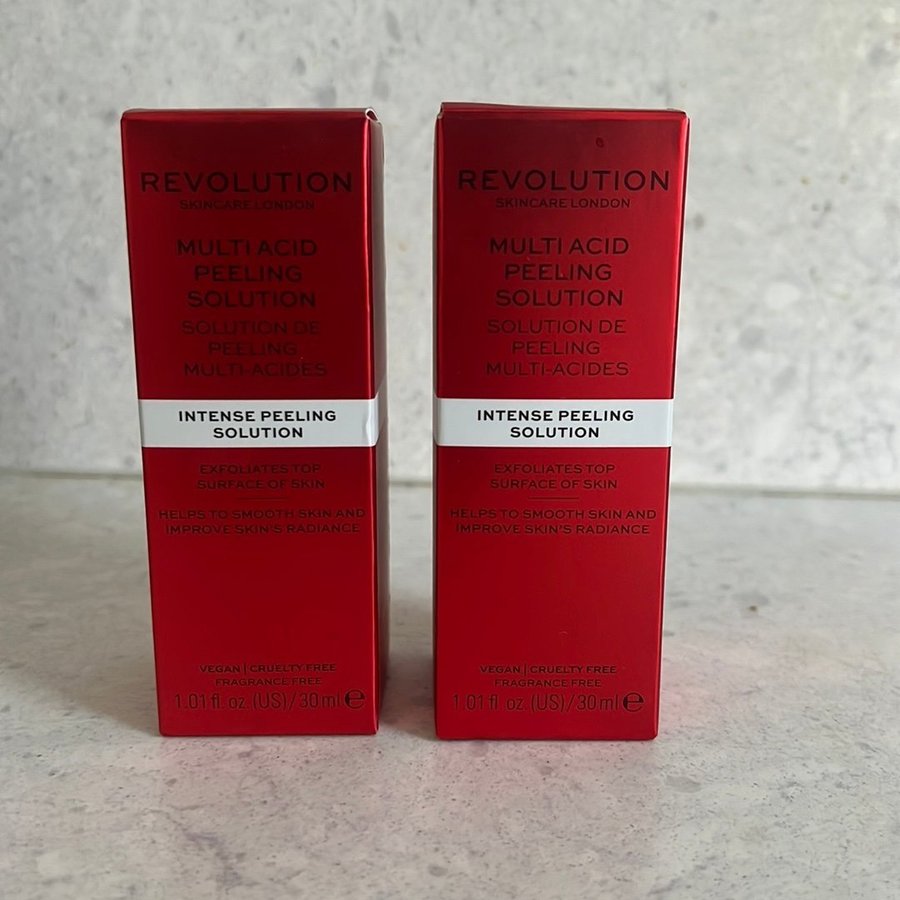 REVOLUTION
SKINCARE LONDON
MULTI ACID
PEELING
SOLUTION
SOLUTION DE
PEELING
MULTI-ACIDES
INTENSE PEELING
SOLUTION
EXFOLIATES TOP
SURFACE OF SKIN
HELPS TO SMOOTH SKIN AND
IMPROVE SKIN'S RADIANCE
VEGAN | CRUELTY FREE
FRAGRANCE FREE
1.01 fl. oz. (US) / 30 ml ℮
REVOLUTION
SKINCARE LONDON
MULTI ACID
PEELING
SOLUTION
SOLUTION DE
PEELING
MULTI-ACIDES
INTENSE PEELING
SOLUTION
EXFOLIATES TOP
SURFACE OF SKIN
HELPS TO SMOOTH SKIN AND
IMPROVE SKIN'S RADIANCE
VEGAN | CRUELTY FREE
FRAGRANCE FREE
1.01 fl. oz. (US) / 30 ml ℮